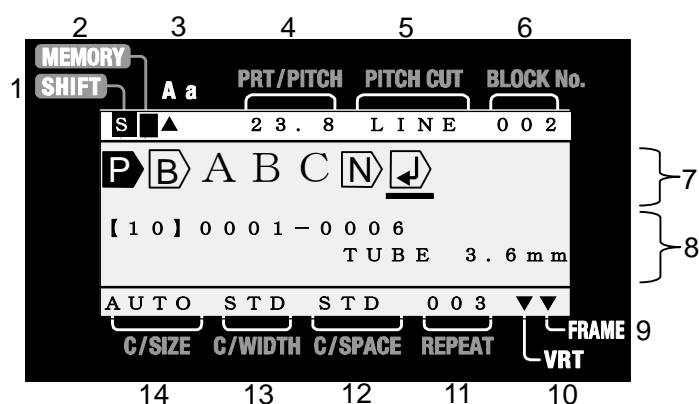 2 3 4 5 6
MEMORY
1 SHIFT A a PRT/PITCH PITCH CUT BLOCK No.
S ▲ 23.8 LINE 002
P B A B C N ↵ 7
【10】0001−0006 8
TUBE 3.6mm
AUTO STD STD 003 ▼▼
C/SIZE C/WIDTH C/SPACE REPEAT FRAME 9
VRT
14 13 12 11 10